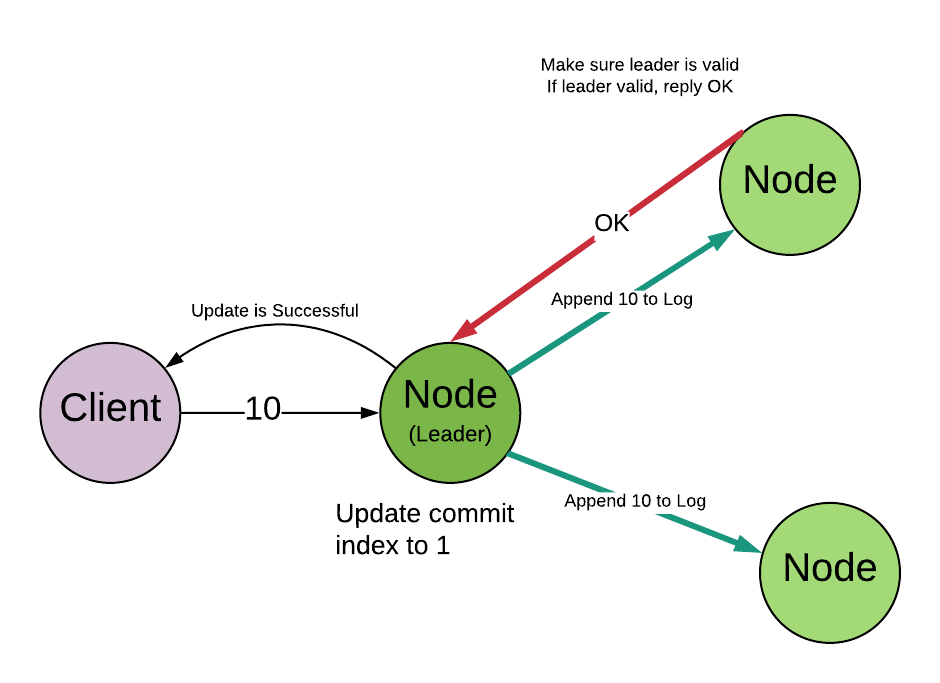 Make sure leader is valid
If leader valid, reply OK
Node
OK
Append 10 to Log
Update is Successful
Client
10
Node
(Leader)
Update commit
index to 1
Append 10 to Log
Node